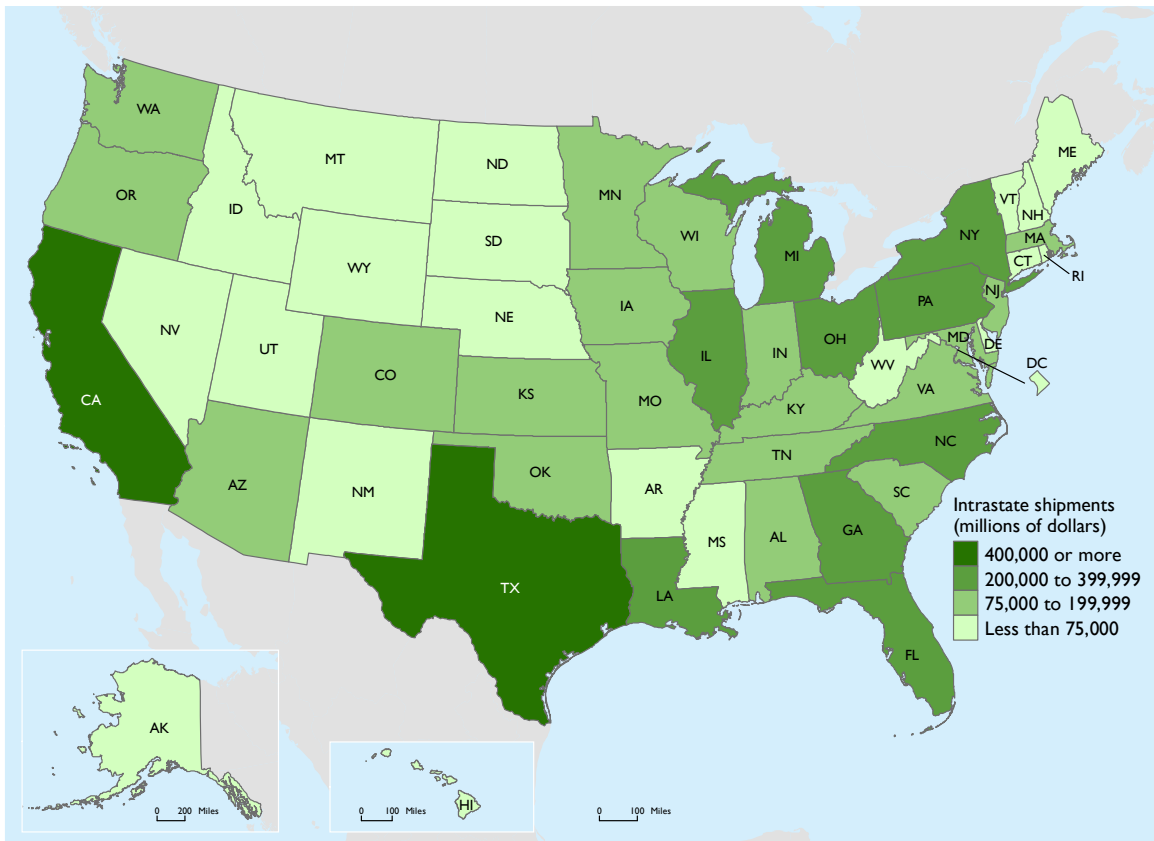 WA
MT
ND
ME
OR
ID
MN
VT
NH
SD
WI
NY
MA
WY
MI
CT
RI
NV
UT
NE
IA
PA
NJ
CA
CO
IL
IN
OH
MD
DE
WV
DC
KS
MO
KY
VA
AZ
NM
OK
TN
NC
AR
SC
MS
AL
GA
TX
LA
FL
Intrastate shipments
(millions of dollars)
400,000 or more
200,000 to 399,999
75,000 to 199,999
Less than 75,000
AK
HI
0 200 Miles
0 100 Miles
0 100 Miles